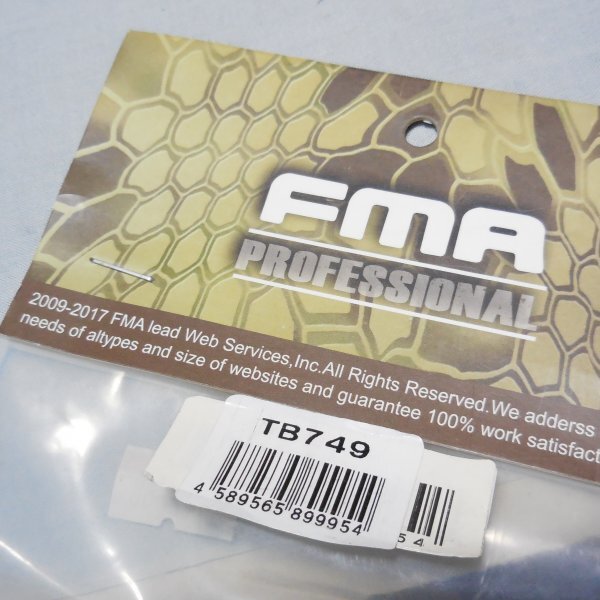 FMA
PROFESSIONAL
2009-2017 FMA lead Web Services,Inc.All Rights Reserved.We adderss
needs of altypes and size of websites and guarantee 100% work satisfact
TB749
4 589565 899954
54